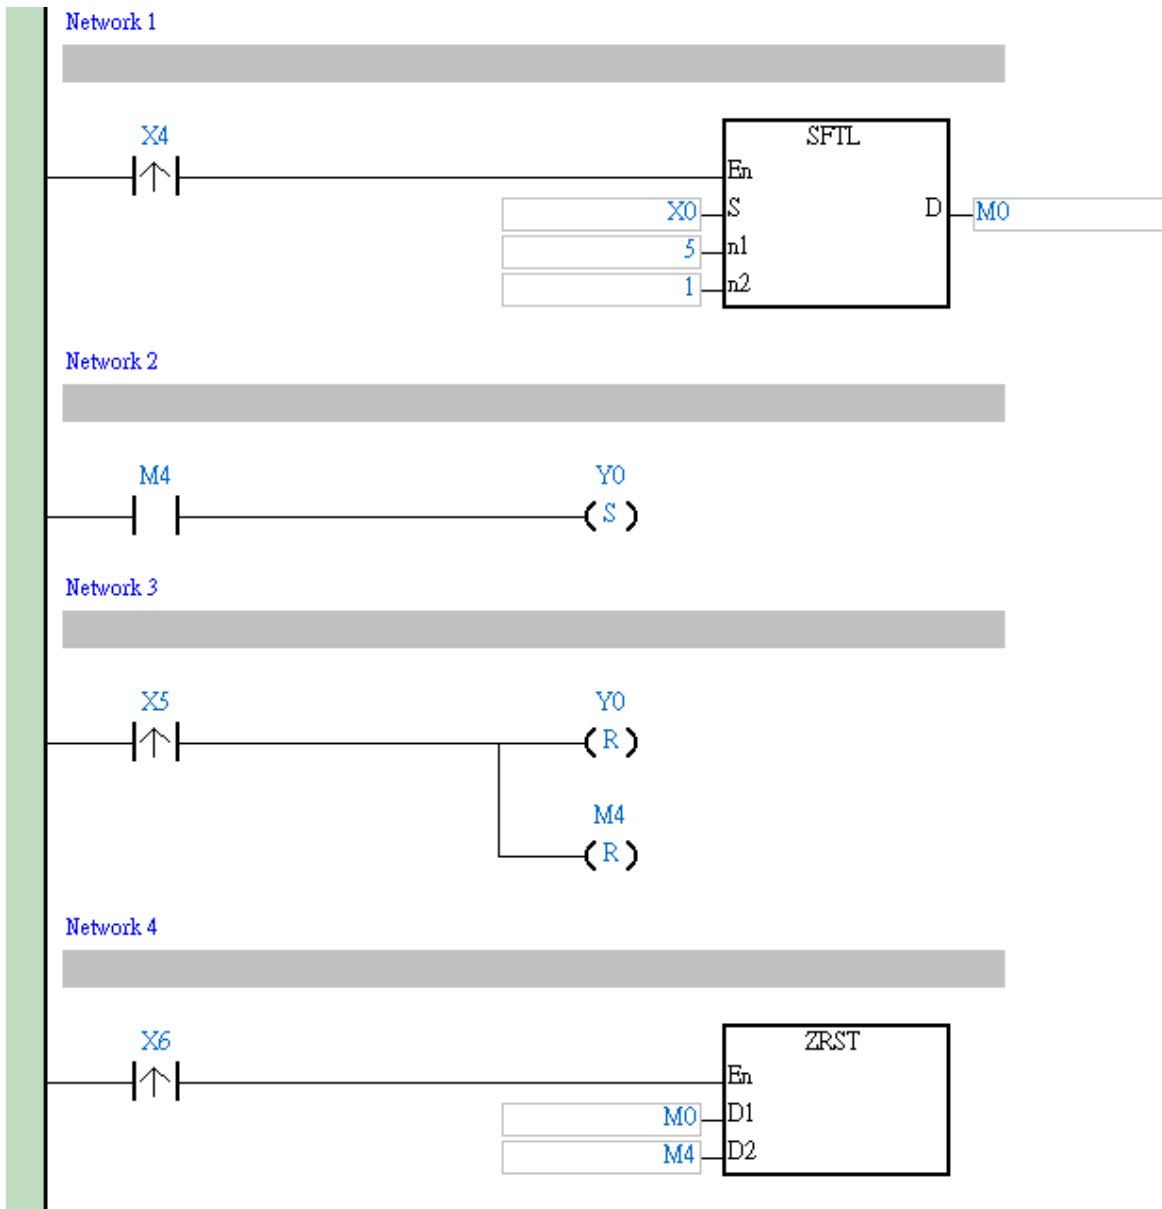 Network 1
X4
SFTL
En
X0 S D M0
5 n1
1 n2
Network 2
M4 Y0
S
Network 3
X5 Y0
R
M4
R
Network 4
X6
ZRST
En
M0 D1
M4 D2